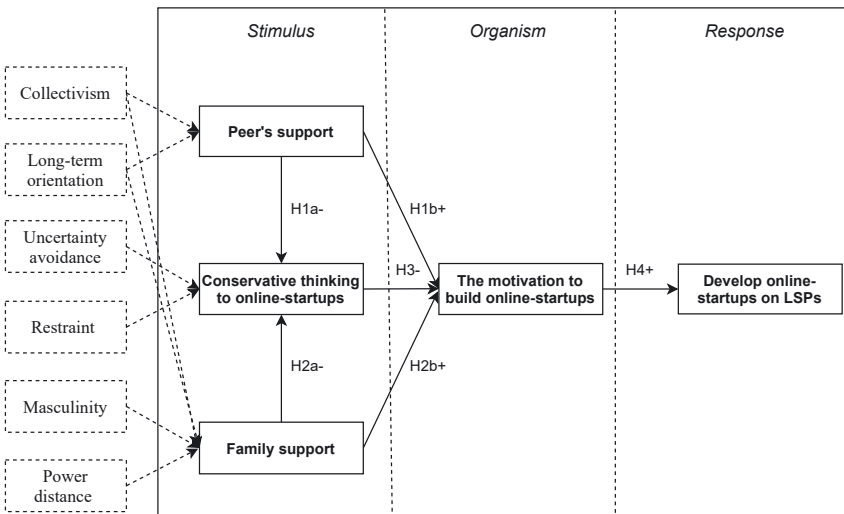 Stimulus
Organism
Response
Collectivism
Long-term
orientation
Uncertainty
avoidance
Restraint
Masculinity
Power
distance
Peer's support
H1a-
H1b+
Conservative thinking
to online-startups
H3-
The motivation to
build online-startups
H4+
Develop online-
startups on LSPs
H2a-
H2b+
Family support